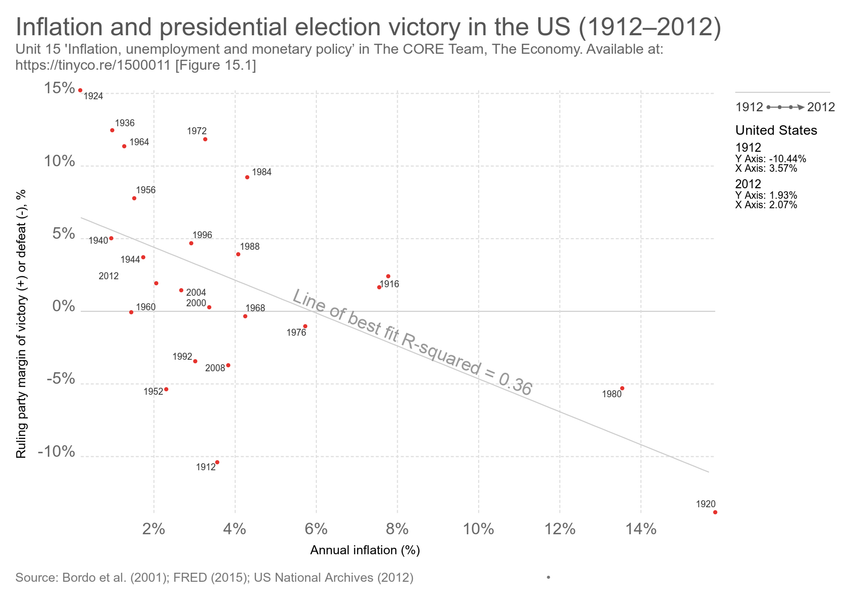 Inflation and presidential election victory in the US (1912–2012)
Unit 15 'Inflation, unemployment and monetary policy' in The CORE Team, The Economy. Available at:
https://tinyco.re/1500011 [Figure 15.1]
15%
1924
1912 2012
1936
1964
1972
United States
1912
Y Axis: -10.44%
X Axis: 3.57%
10%
1984
2012
Y Axis: 1.93%
X Axis: 2.07%
1956
Ruling party margin of victory (+) or defeat (-), %
5%
1940
1996
1988
1944
2012
1916
2004
2000
0%
1960
1968
Line of best fit R-squared = 0.36
1976
1992
2008
-5%
1952
1980
-10%
1912
1920
2% 4% 6% 8% 10% 12% 14%
Annual inflation (%)
Source: Bordo et al. (2001); FRED (2015); US National Archives (2012)